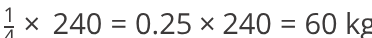 1/4 × 240 = 0.25 × 240 = 60 kg